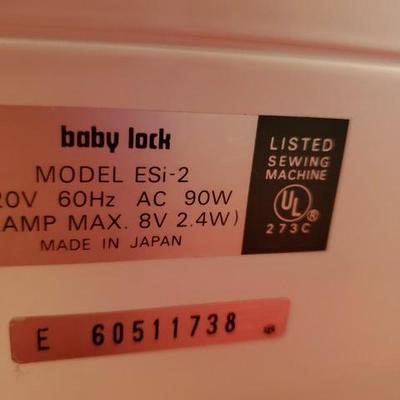 baby lock
MODEL ESi-2
20V 60Hz AC 90W
AMP MAX. 8V 2.4W)
MADE IN JAPAN
LISTED
SEWING
MACHINE
UL ®
273C
E 60511738